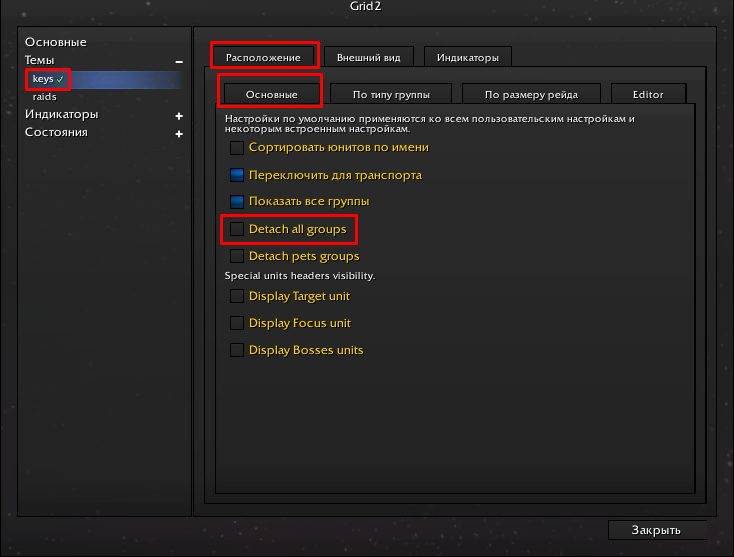 Grid2
Основные
Темы
keys
raids
Индикаторы
Состояния
Расположение
Внешний вид
Индикаторы
Основные
По типу группы
По размеру рейда
Editor
Настройки по умолчанию применяются ко всем пользовательским настройкам и
некоторым встроенным настройкам.
Сортировать юнитов по имени
Переключить для транспорта
Показать все группы
Detach all groups
Detach pets groups
Special units headers visibility.
Display Target unit
Display Focus unit
Display Bosses units
Закрыть